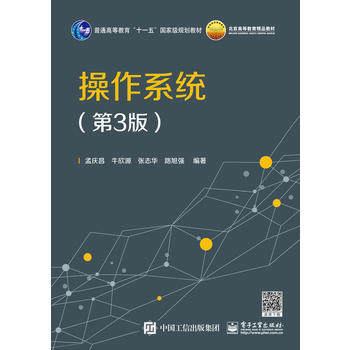 普通高等教育“十一五”国家级规划教材
北京高等教育精品教材
操作系统
（第3版）
孟庆昌 牛欣源 张志华 路旭强 编著
中国工信出版集团
电子工业出版社